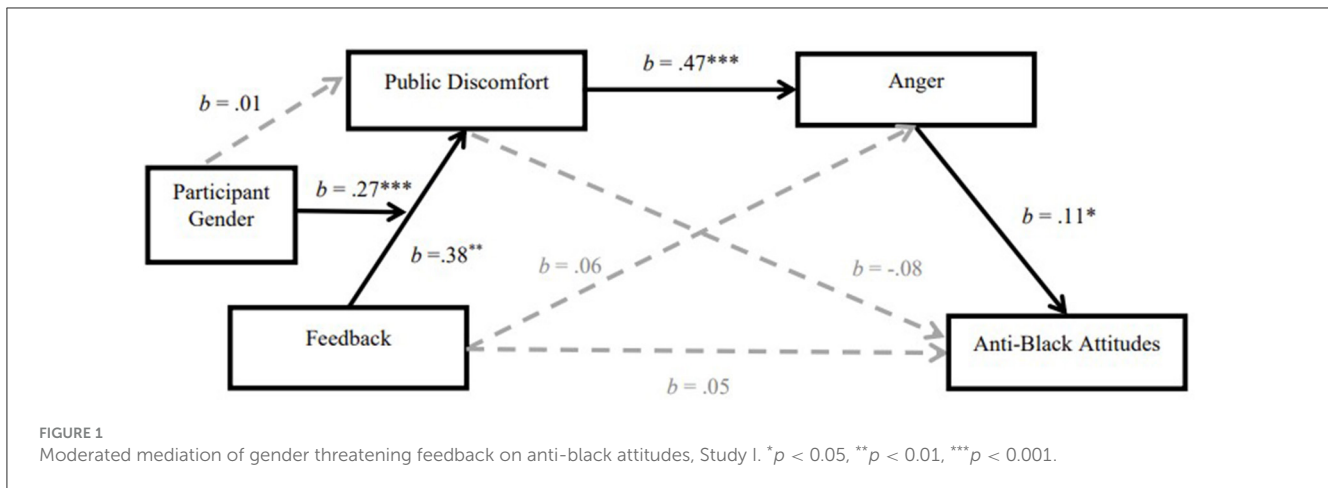 b = .47***
Public Discomfort
Anger
b = .01
Participant
Gender
b = .27***
b = .11*
b =.38**
b = .06
b = -.08
Feedback
Anti-Black Attitudes
b = .05
FIGURE 1
Moderated mediation of gender threatening feedback on anti-black attitudes, Study I. *p < 0.05, **p < 0.01, ***p < 0.001.